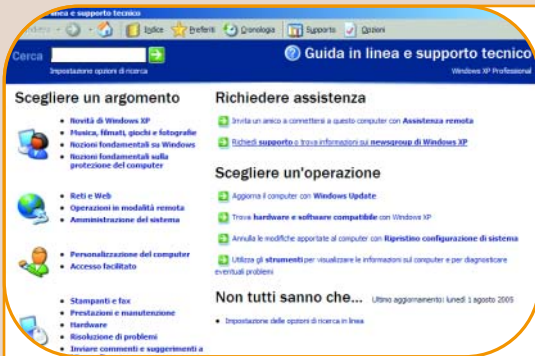 linea e supporto tecnico
Indice Preferiti Cronologia Supporto Opzioni
Cerca
Guida in linea e supporto tecnico
Impostazione opzioni di ricerca
Windows XP Professional
Scegliere un argomento
Novità di Windows XP
Musica, filmati, giochi e fotografie
Nozioni fondamentali su Windows
Nozioni fondamentali sulla
protezione del computer
Reti e Web
Operazioni in modalità remota
Amministrazione del sistema
Personalizzazione del computer
Accesso facilitato
Stampanti e fax
Prestazioni e manutenzione
Hardware
Risoluzione di problemi
Inviare commenti e suggerimenti a
Richiedere assistenza
Invita un amico a connettersi a questo computer con Assistenza remota
Richiedi supporto o trova informazioni sui newsgroup di Windows XP
Scegliere un'operazione
Aggiorna il computer con Windows Update
Trova hardware e software compatibile con Windows XP
Annulla le modifiche apportate al computer con Ripristino configurazione di sistema
Utilizza gli strumenti per visualizzare le informazioni sul computer e per diagnosticare
eventuali problemi
Non tutti sanno che... Ultimo aggiornamento: lunedì 1 agosto 2005
Impostazione delle opzioni di ricerca in linea